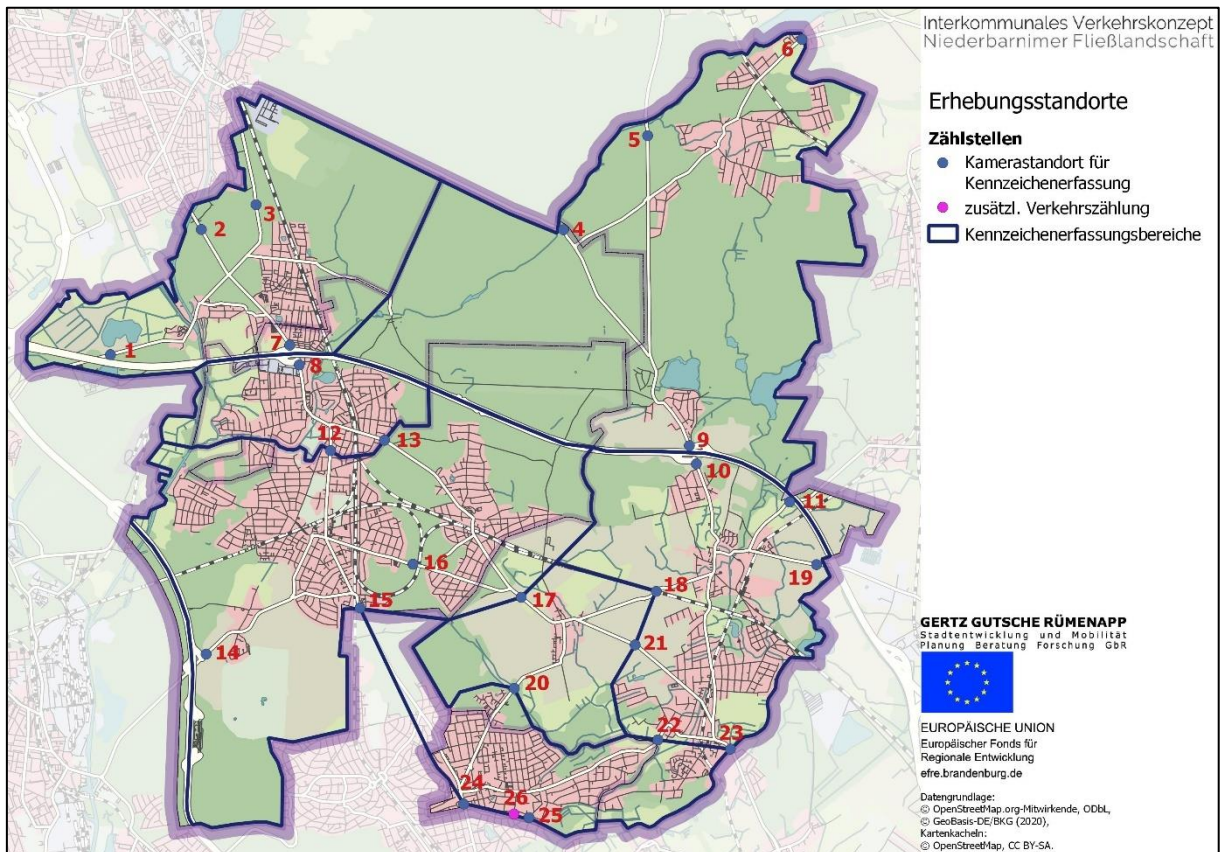 Interkommunales Verkehrskonzept
Niederbarnimer Fließlandschaft
Erhebungsstandorte
Zählstellen
Kamerastandort für
Kennzeichenerfassung
zusätzl. Verkehrszählung
Kennzeichenerfassungsbereiche
6
5
3
2
4
1
7
8
12
13
9
10
11
16
18
19
17
15
21
14
20
22
23
24
26
25
GERTZ GUTSCHE RÜMENAPP
Stadtentwicklung und Mobilität
Planung Beratung Forschung GbR
EUROPÄISCHE UNION
Europäischer Fonds für
Regionale Entwicklung
efre.brandenburg.de
Datengrundlage:
© OpenStreetMap.org-Mitwirkende, ODbL,
© GeoBasis-DE/BKG (2020),
Kartenkacheln:
© OpenStreetMap, CC BY-SA.